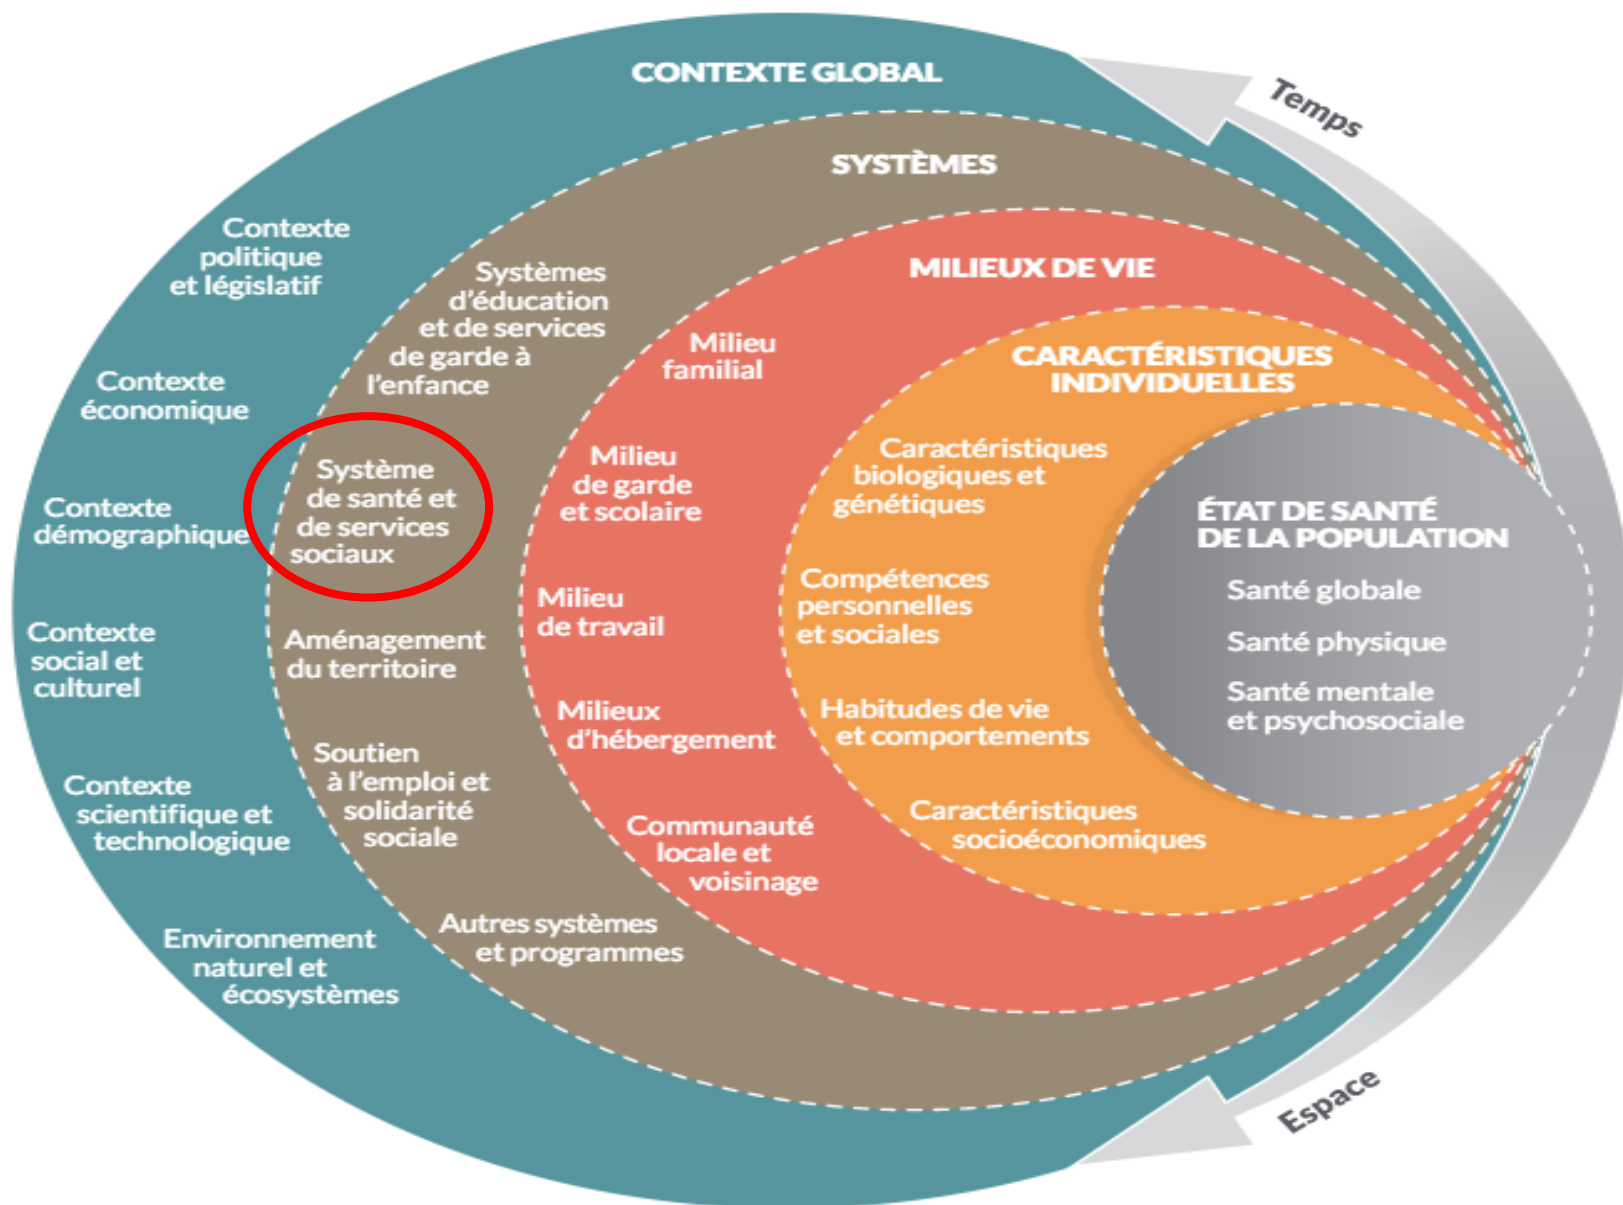 CONTEXTE GLOBAL
Temps
SYSTÈMES
MILIEUX DE VIE
CARACTÉRISTIQUES
INDIVIDUELLES
ÉTAT DE SANTÉ
DE LA POPULATION
Santé globale
Santé physique
Santé mentale
et psychosociale
Contexte
politique
et législatif
Contexte
économique
Contexte
démographique
Contexte
social et
culturel
Contexte
scientifique et
technologique
Environnement
naturel et
écosystèmes
Systèmes
d'éducation
et de services
de garde à
l'enfance
Système
de santé et
de services
sociaux
Aménagement
du territoire
Soutien
à l'emploi et
solidarité
sociale
Autres systèmes
et programmes
Milieu
familial
Milieu
de garde
et scolaire
Milieu
de travail
Milieux
d'hébergement
Communauté
locale et
voisinage
Caractéristiques
biologiques et
génétiques
Compétences
personnelles
et sociales
Habitudes de vie
et comportements
Caractéristiques
socioéconomiques
Espace